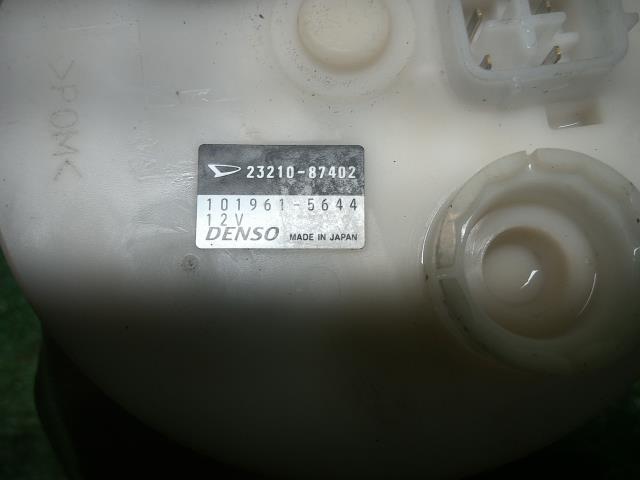 >POM<
23210-87402
101961-5644
12V
DENSO MADE IN JAPAN